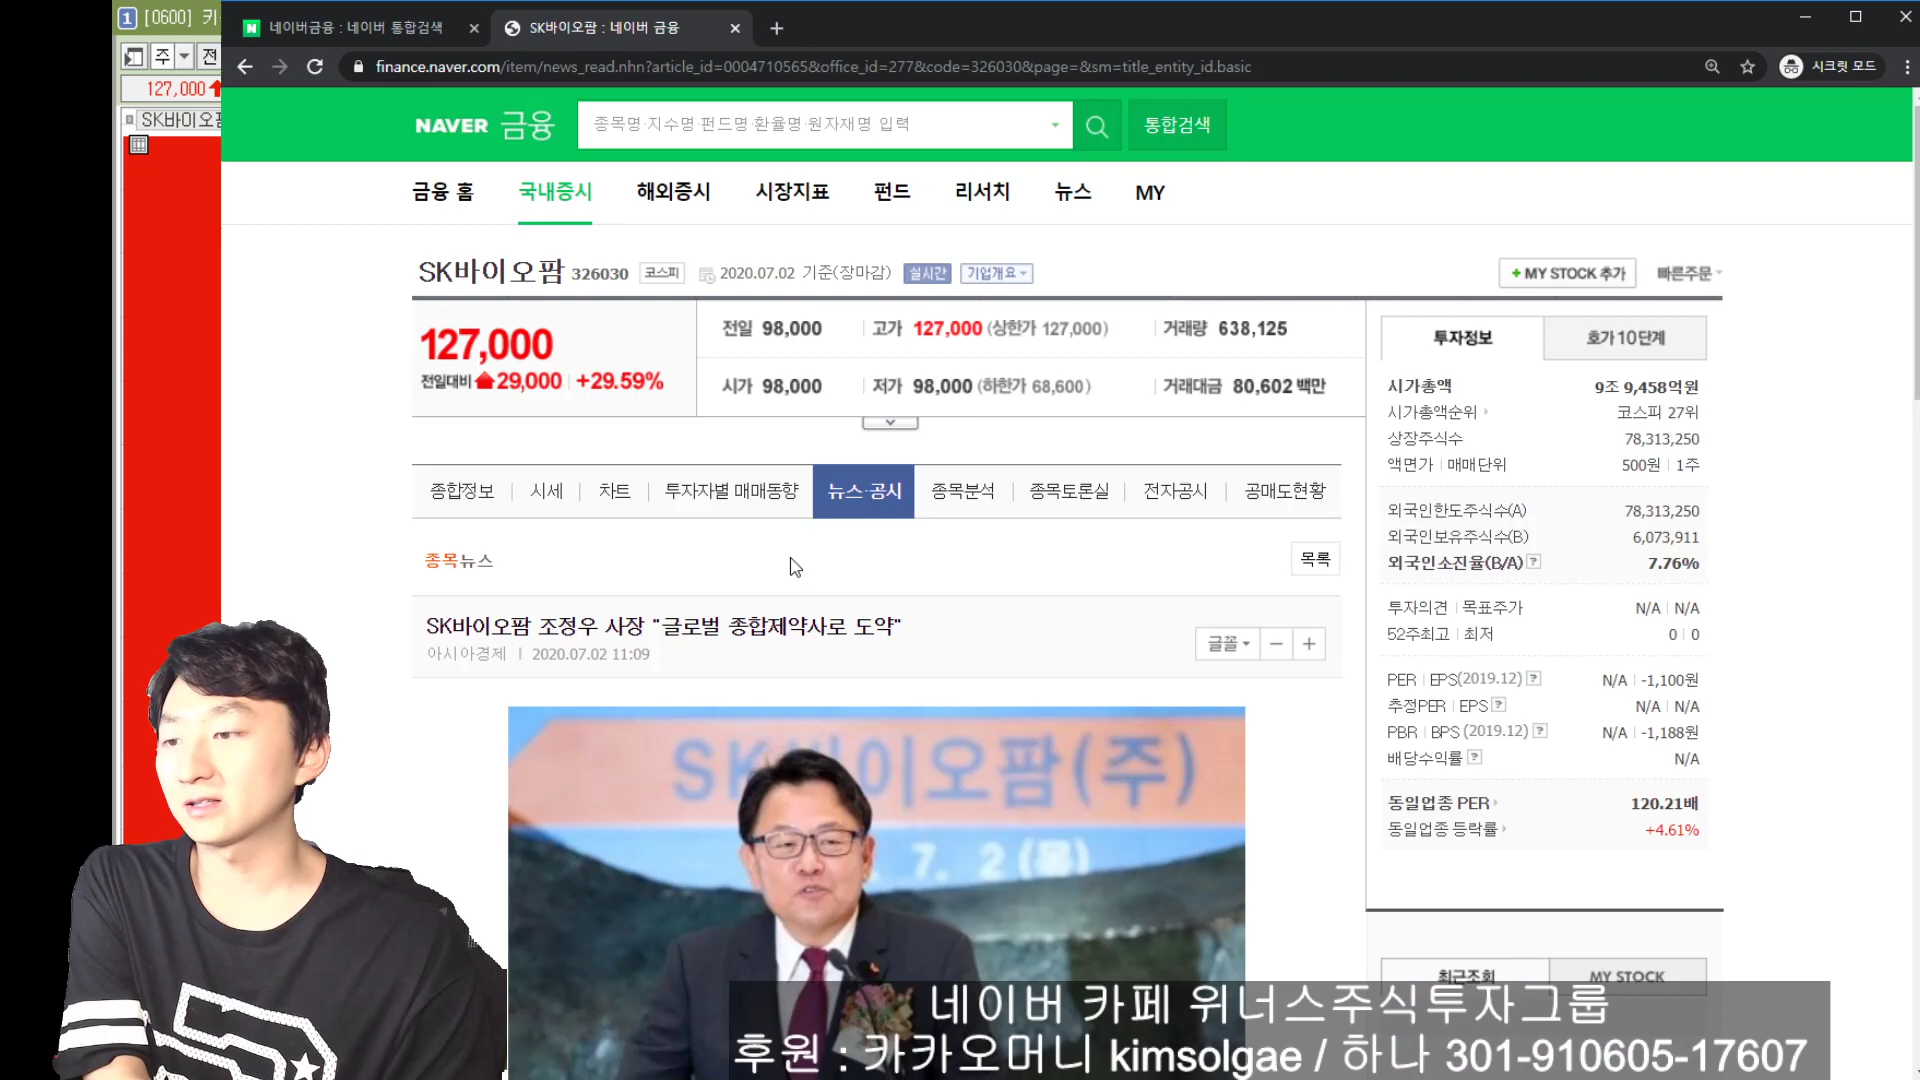 1 [0600] 키
네이버금융 : 네이버 통합검색
SK바이오팜 : 네이버 금융
주 전
finance.naver.com/item/news_read.nhn?article_id=0004710565&office_id=277&code=326030&page=&sm=title_entity_id.basic
시크릿 모드
127,000
SK바이오팜
NAVER 금융
종목명·지수명·펀드명·환율명·원자재명 입력
통합검색
금융 홈 국내증시 해외증시 시장지표 펀드 리서치 뉴스 MY
SK바이오팜 326030 코스피 2020.07.02 기준(장마감) 실시간 기업개요
+ MY STOCK 추가 빠른주문
127,000
전일대비 29,000 +29.59%
전일 98,000 고가 127,000 (상한가 127,000) 거래량 638,125
시가 98,000 저가 98,000 (하한가 68,600) 거래대금 80,602 백만
투자정보 호가10단계
시가총액 9조 9,458억원
시가총액순위 코스피 27위
상장주식수 78,313,250
액면가 매매단위 500원 1주
외국인한도주식수(A) 78,313,250
외국인보유주식수(B) 6,073,911
외국인소진율(B/A) 7.76%
투자의견 목표주가 N/A N/A
52주최고 최저 0 0
PER EPS(2019.12) N/A -1,100원
추정PER EPS N/A N/A
PBR BPS (2019.12) N/A -1,188원
배당수익률 N/A
동일업종 PER 120.21배
동일업종 등락률 +4.61%
최근조회 MY STOCK
종합정보 시세 차트 투자자별 매매동향 뉴스·공시 종목분석 종목토론실 전자공시 공매도현황
종목뉴스 목록
SK바이오팜 조정우 사장 "글로벌 종합제약사로 도약"
아시아경제 2020.07.02 11:09
글꼴 − +
SK바이오팜(주)
7. 2 (목)
네이버 카페 위너스주식투자그룹
후원 : 카카오머니 kimsolgae / 하나 301-910605-17607